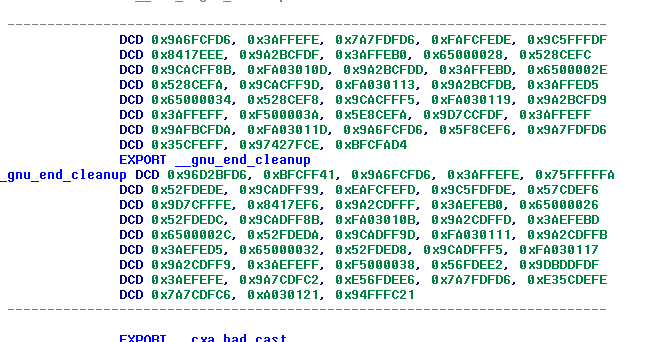 DCD 0x9A6FCFD6, 0x3AFFEFE, 0x7A7FDFD6, 0xFAFCFEDE, 0x9C5FFFDF
DCD 0x8417EEE, 0x9A2BCFDF, 0x3AFFEB0, 0x65000028, 0x528CEFC
DCD 0x9CACFF8B, 0xFA03010D, 0x9A2BCFDD, 0x3AFFEBD, 0x6500002E
DCD 0x528CEFA, 0x9CACFF9D, 0xFA030113, 0x9A2BCFDB, 0x3AFFED5
DCD 0x65000034, 0x528CEF8, 0x9CACFFF5, 0xFA030119, 0x9A2BCFD9
DCD 0x3AFFEFF, 0xF500003A, 0x5E8CEFA, 0x9D7CCFDF, 0x3AFFEFF
DCD 0x9AFBCFDA, 0xFA03011D, 0x9A6FCFD6, 0x5F8CEF6, 0x9A7FDFD6
DCD 0x35CFEFF, 0x97427FCE, 0xBFCFAD4
EXPORT __gnu_end_cleanup
_gnu_end_cleanup DCD 0x96D2BFD6, 0xBFCFF41, 0x9A6FCFD6, 0x3AFFEFE, 0x75FFFFFA
DCD 0x52FDEDE, 0x9CADFF99, 0xEAFCFEFD, 0x9C5FDFDE, 0x57CDEF6
DCD 0x9D7CFFFE, 0x8417EF6, 0x9A2CDFFF, 0x3AEFEB0, 0x65000026
DCD 0x52FDEDC, 0x9CADFF8B, 0xFA03010B, 0x9A2CDFFD, 0x3AEFEBD
DCD 0x6500002C, 0x52FDEDA, 0x9CADFF9D, 0xFA030111, 0x9A2CDFFB
DCD 0x3AEFED5, 0x65000032, 0x52FDED8, 0x9CADFFF5, 0xFA030117
DCD 0x9A2CDFF9, 0x3AEFEFF, 0xF5000038, 0x56FDEE2, 0x9DBDDFDF
DCD 0x3AEFEFE, 0x9A7CDFC2, 0xE56FDEE6, 0x7A7FDFD6, 0xE35CDEFE
DCD 0x7A7CDFC6, 0xA030121, 0x94FFFC21
EXPORT __cxa_bad_cast